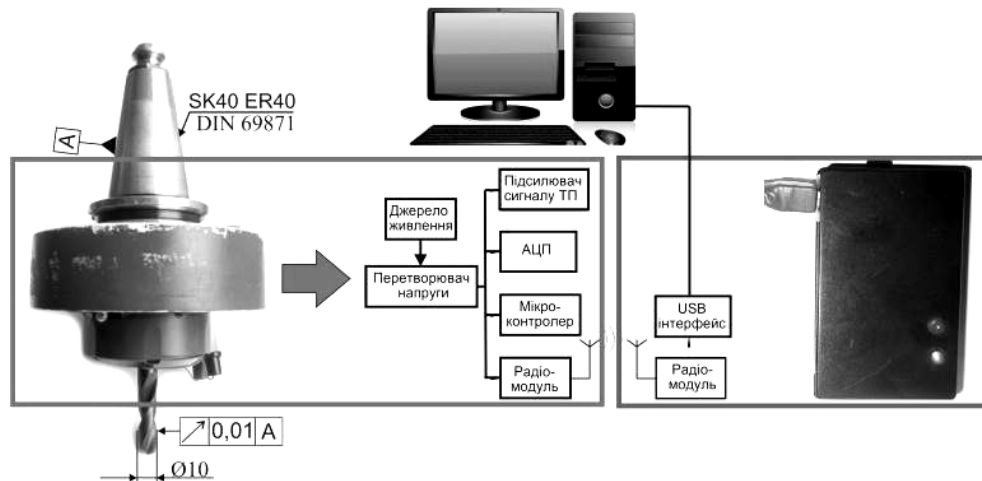 SK40 ER40
DIN 69871
A
Підсилювач
сигналу ТП
Джерело
живлення
АЦП
Перетворювач
напруги
Мікро-
контролер
Радіо-
модуль
USB
інтерфейс
Радіо-
модуль
0,01 A
Ø10